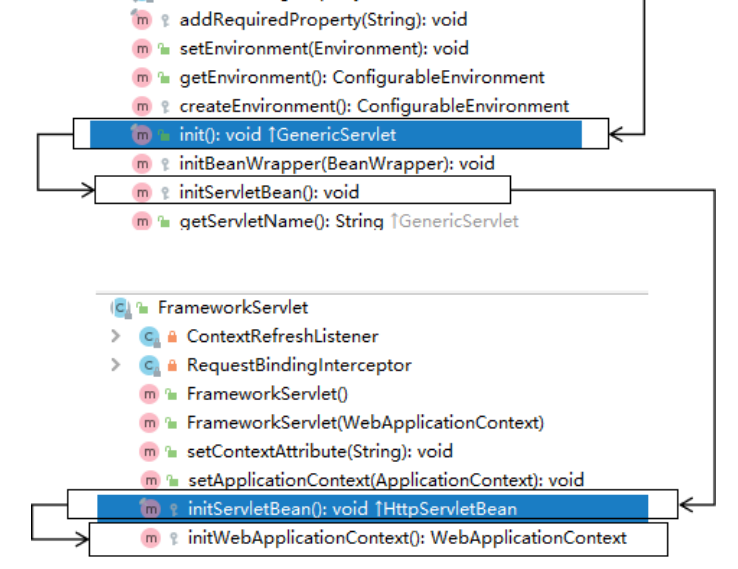 addRequiredProperty(String): void
setEnvironment(Environment): void
getEnvironment(): ConfigurableEnvironment
createEnvironment(): ConfigurableEnvironment
init(): void ↑GenericServlet
initBeanWrapper(BeanWrapper): void
initServletBean(): void
getServletName(): String ↑GenericServlet
FrameworkServlet
ContextRefreshListener
RequestBindingInterceptor
FrameworkServlet()
FrameworkServlet(WebApplicationContext)
setContextAttribute(String): void
setApplicationContext(ApplicationContext): void
initServletBean(): void ↑HttpServletBean
initWebApplicationContext(): WebApplicationContext